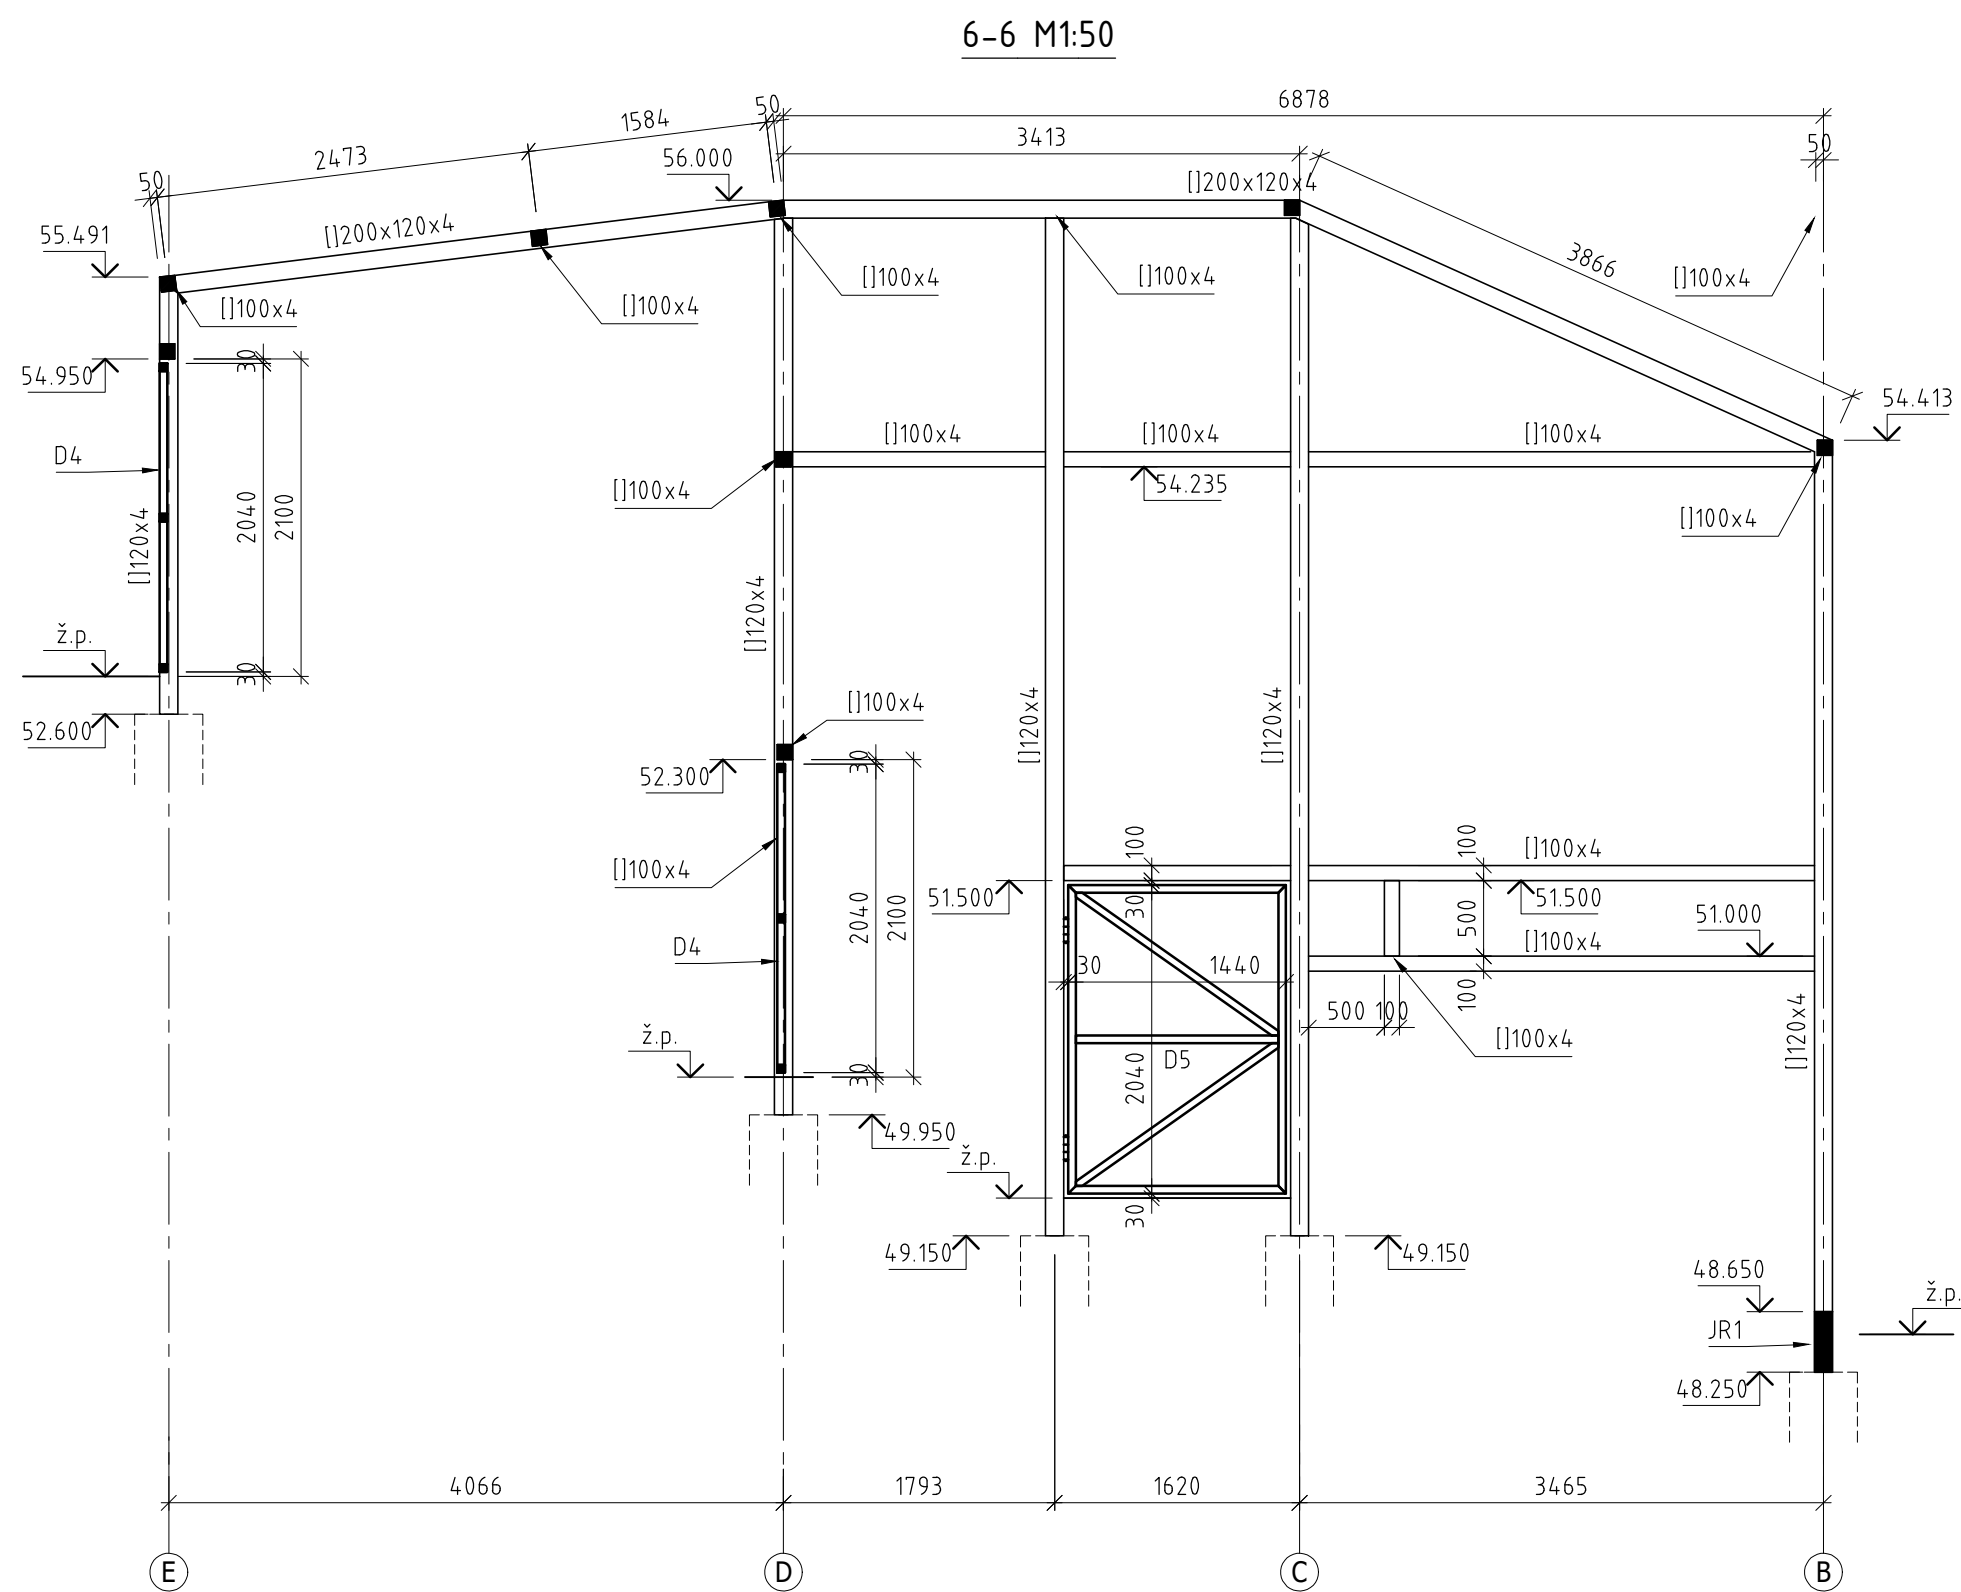 6-6 M1:50
6878
50
1584
3413
50
2473
56.000
50
[]200x120x4
[]200x120x4
55.491
3866
[]100x4
[]100x4
[]100x4
[]100x4
[]100x4
30
54.950
54.413
[]100x4
[]100x4
[]100x4
D4
[]100x4
54.235
2040
2100
[]120x4
[]100x4
[]120x4
ž.p.
30
[]100x4
[]120x4
[]120x4
52.600
30
52.300
100
100
[]100x4
[]100x4
51.500
30
51.500
51.000
2040
2100
500
[]100x4
D4
30
1440
100
500
100
[]120x4
[]100x4
ž.p.
D5
30
2040
49.950
ž.p.
30
49.150
49.150
48.650
ž.p.
JR1
48.250
4066
1793
1620
3465
E
D
C
B